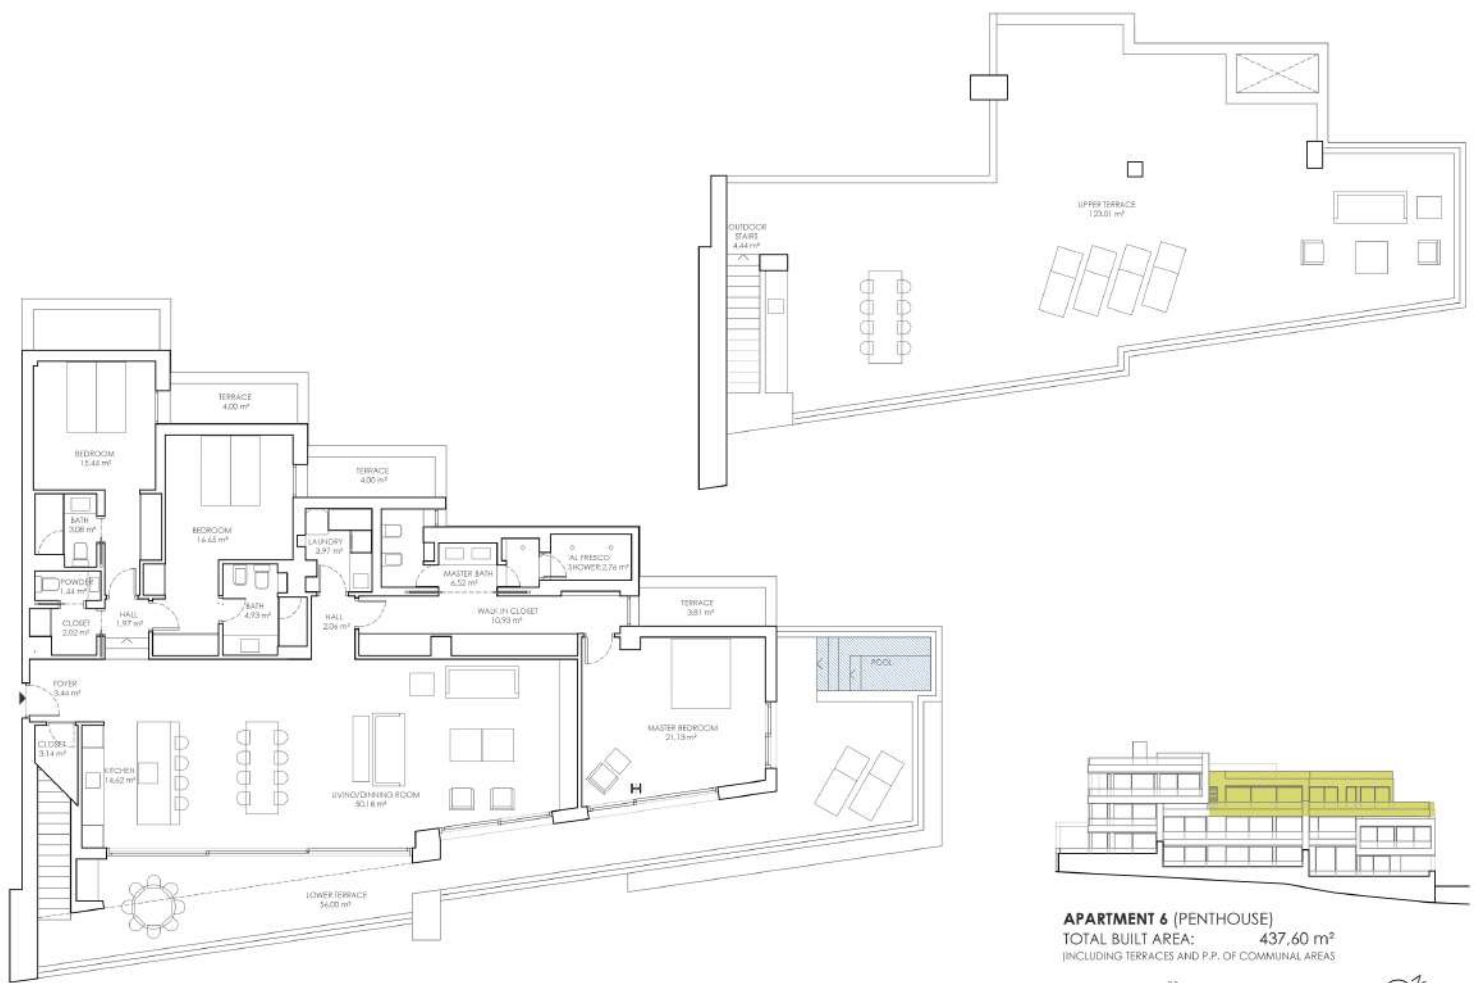 OUTDOOR
STAIRS
4,44 m²
UPPER TERRACE
123,01 m²
TERRACE
4,00 m²
BEDROOM
15,44 m²
TERRACE
4,00 m²
BATH
3,08 m²
BEDROOM
16,65 m²
LAUNDRY
3,97 m²
'AL FRESCO'
SHOWER 2,76 m²
MASTER BATH
6,52 m²
POWDER
1,44 m²
CLOSET
2,02 m²
HALL
1,97 m²
BATH
4,93 m²
HALL
2,06 m²
WALK IN CLOSET
10,93 m²
TERRACE
3,81 m²
POOL
FOYER
3,44 m²
MASTER BEDROOM
21,13 m²
CLOSET
3,14 m²
KITCHEN
14,62 m²
LIVING/DINNING ROOM
50,18 m²
H
LOWER TERRACE
56,00 m²
APARTMENT 6 (PENTHOUSE)
TOTAL BUILT AREA: 437,60 m²
(INCLUDING TERRACES AND P.P. OF COMMUNAL AREAS